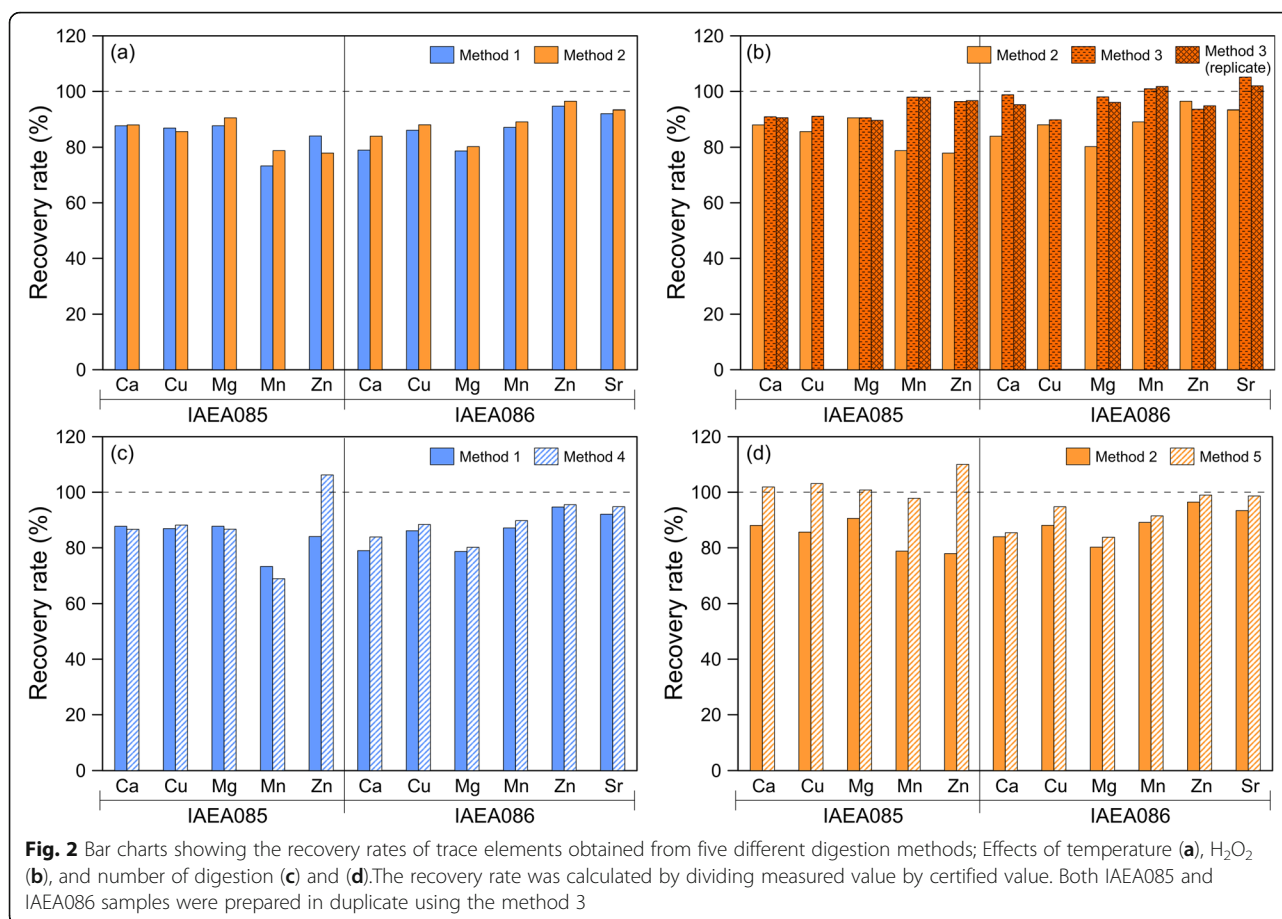 (a)
Method 1
Method 2
Recovery rate (%)
120
100
80
60
40
20
0
Ca Cu Mg Mn Zn Ca Cu Mg Mn Zn Sr
IAEA085 IAEA086
(b)
Method 2
Method 3
Method 3
(replicate)
Recovery rate (%)
120
100
80
60
40
20
0
Ca Cu Mg Mn Zn Ca Cu Mg Mn Zn Sr
IAEA085 IAEA086
(c)
Method 1
Method 4
Recovery rate (%)
120
100
80
60
40
20
0
Ca Cu Mg Mn Zn Ca Cu Mg Mn Zn Sr
IAEA085 IAEA086
(d)
Method 2
Method 5
Recovery rate (%)
120
100
80
60
40
20
0
Ca Cu Mg Mn Zn Ca Cu Mg Mn Zn Sr
IAEA085 IAEA086
Fig. 2 Bar charts showing the recovery rates of trace elements obtained from five different digestion methods; Effects of temperature (a), H₂O₂
(b), and number of digestion (c) and (d).The recovery rate was calculated by dividing measured value by certified value. Both IAEA085 and
IAEA086 samples were prepared in duplicate using the method 3